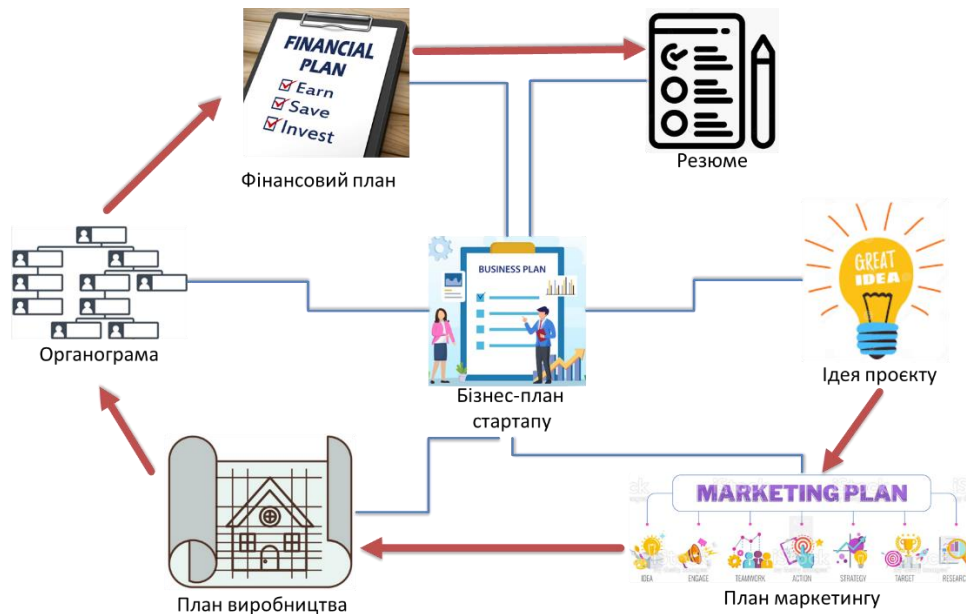 FINANCIAL
PLAN
Earn
Save
Invest
Фінансовий план
Резюме
Органограма
BUSINESS PLAN
Бізнес-план
стартапу
GREAT
IDEA
Ідея проєкту
План виробництва
MARKETING PLAN
IDEA
ENGAGE
TEAMWORK
ACTION
STRATEGY
TARGET
RESEARC
План маркетингу